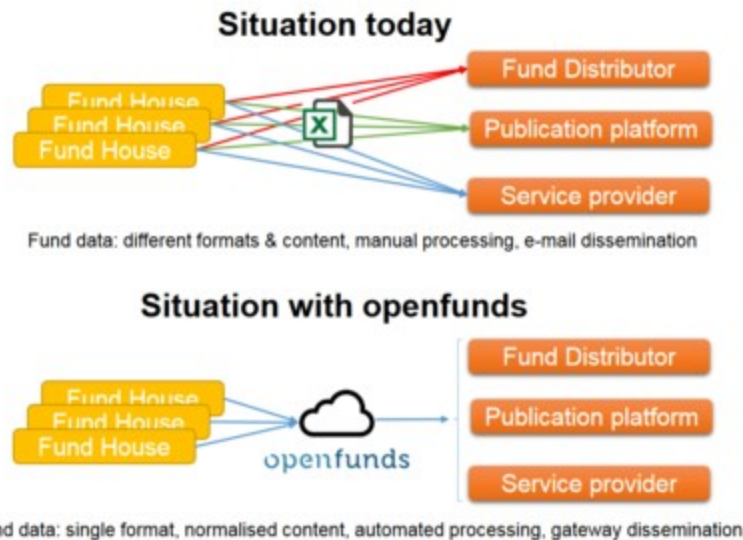 Situation today
Fund House
Fund House
Fund House
X
Fund Distributor
Publication platform
Service provider
Fund data: different formats & content, manual processing, e-mail dissemination
Situation with openfunds
Fund House
Fund House
Fund House
openfunds
Fund Distributor
Publication platform
Service provider
nd data: single format, normalised content, automated processing, gateway dissemination